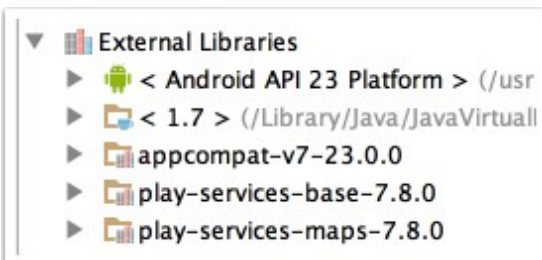 External Libraries
< Android API 23 Platform > (/usr
< 1.7 > (/Library/Java/JavaVirtuall
appcompat-v7-23.0.0
play-services-base-7.8.0
play-services-maps-7.8.0